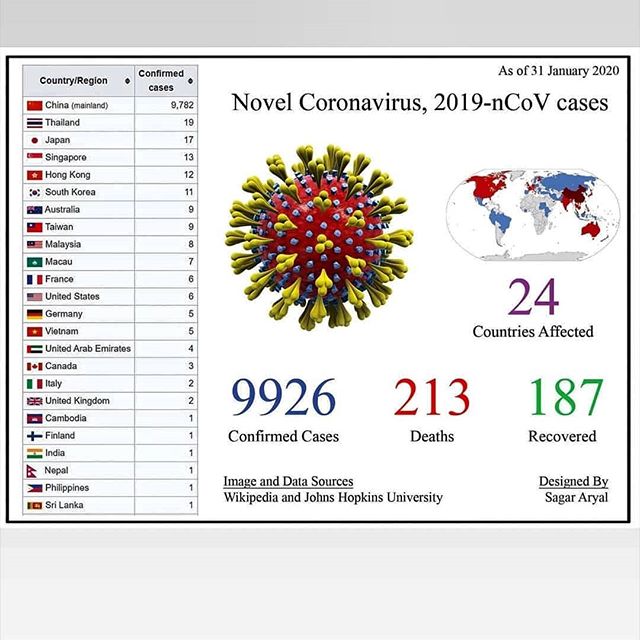 Country/Region Confirmed cases
China (mainland) 9,782
Thailand 19
Japan 17
Singapore 13
Hong Kong 12
South Korea 11
Australia 9
Taiwan 9
Malaysia 8
Macau 7
France 6
United States 6
Germany 5
Vietnam 5
United Arab Emirates 4
Canada 3
Italy 2
United Kingdom 2
Cambodia 1
Finland 1
India 1
Nepal 1
Philippines 1
Sri Lanka 1
As of 31 January 2020
Novel Coronavirus, 2019-nCoV cases
24
Countries Affected
9926 213 187
Confirmed Cases Deaths Recovered
Image and Data Sources
Wikipedia and Johns Hopkins University
Designed By
Sagar Aryal